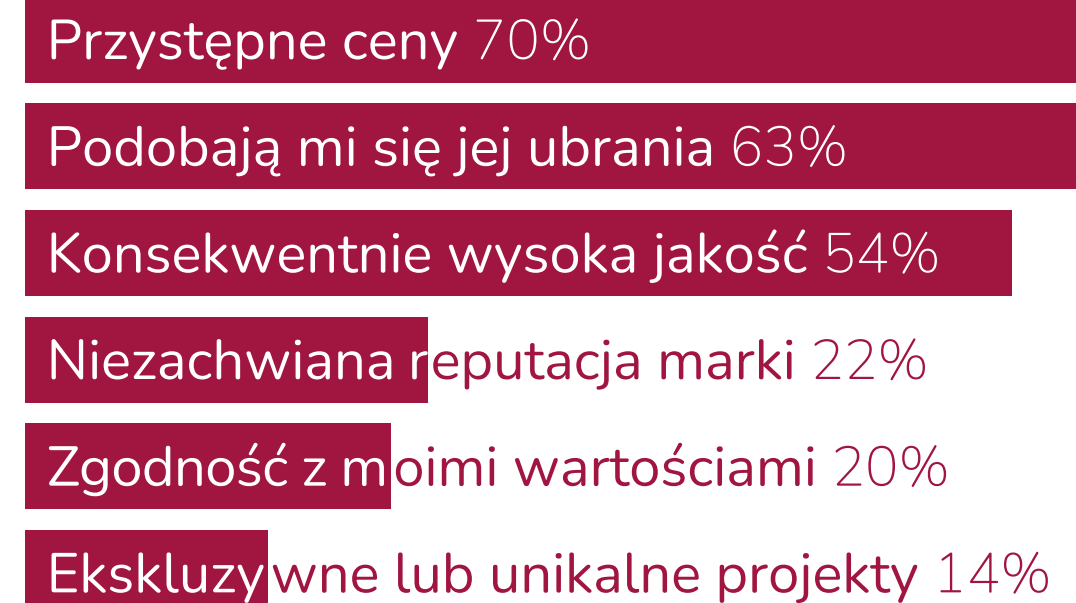 Przystępne ceny 70%
Podobają mi się jej ubrania 63%
Konsekwentnie wysoka jakość 54%
Niezachwiana reputacja marki 22%
Zgodność z moimi wartościami 20%
Ekskluzywne lub unikalne projekty 14%